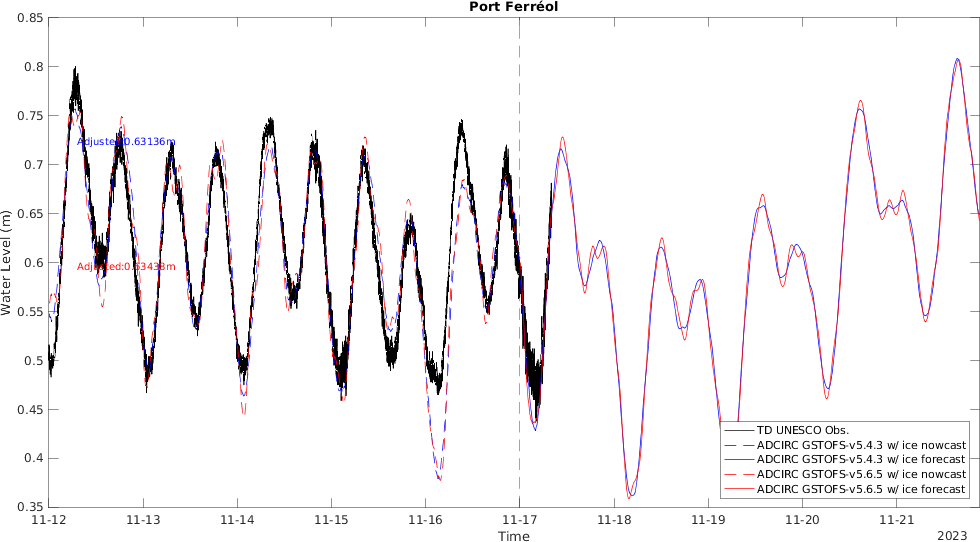 Port Ferréol
0.85
0.8
0.75
0.7
0.65
0.6
0.55
0.5
0.45
0.4
0.35
Water Level (m)
Adjusted:0.63136m
Adjusted:0.63433m
TD UNESCO Obs.
ADCIRC GSTOFS-v5.4.3 w/ ice nowcast
ADCIRC GSTOFS-v5.4.3 w/ ice forecast
ADCIRC GSTOFS-v5.6.5 w/ ice nowcast
ADCIRC GSTOFS-v5.6.5 w/ ice forecast
11-12 11-13 11-14 11-15 11-16 11-17 11-18 11-19 11-20 11-21
Time
2023